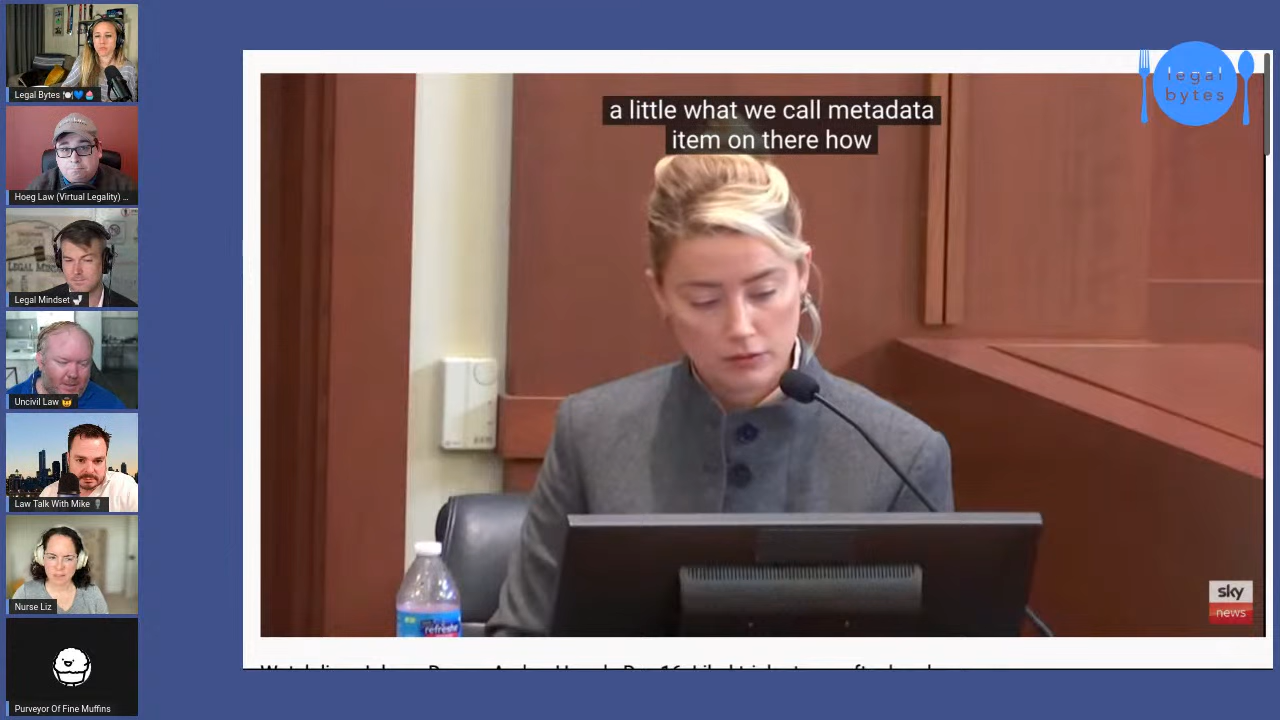 Legal Bytes 🍽️💙🧁
Hoeg Law (Virtual Legality) ...
Legal Mindset
Uncivil Law
Law Talk With Mike
Nurse Liz
Purveyor Of Fine Muffins
a little what we call metadata
item on there how
legal
bytes
refreshe
sky
news